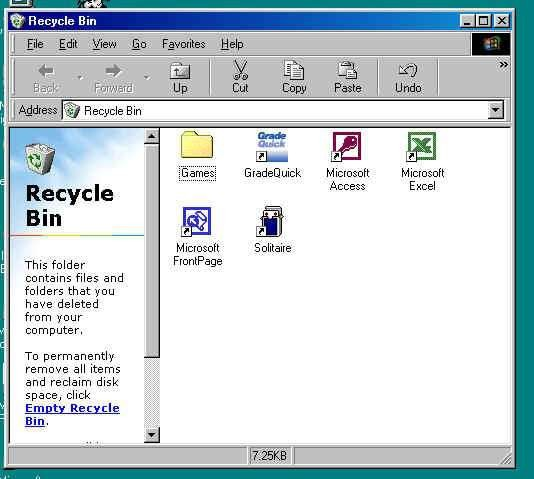 Recycle Bin
File Edit View Go Favorites Help
Back Forward Up Cut Copy Paste Undo »
Address Recycle Bin
Recycle
Bin
This folder
contains files and
folders that you
have deleted
from your
computer.
To permanently
remove all items
and reclaim disk
space, click
Empty Recycle
Bin.
Grade
Quick
Games GradeQuick Microsoft
Access Microsoft
Excel
Microsoft
FrontPage Solitaire
7.25KB